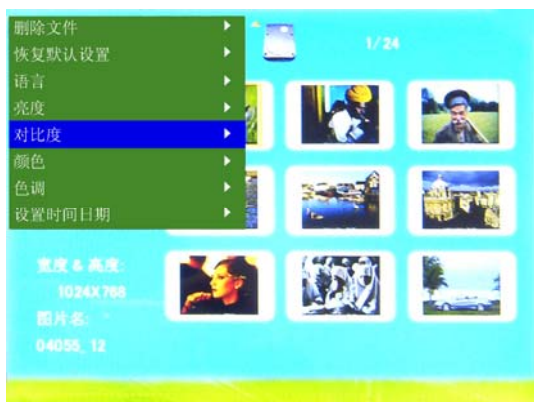 删除文件
恢复默认设置
语言
亮度
对比度
颜色
色调
设置时间日期
1/24
宽度 & 高度:
1024X768
图片名:
04055_12